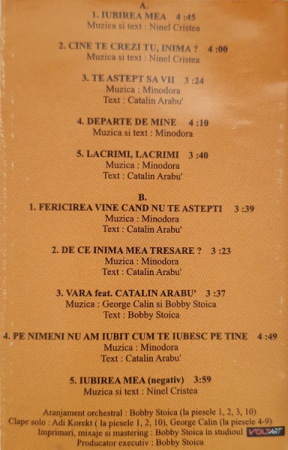 A.
1. IUBIREA MEA 4 :45
Muzica si text : Ninel Cristea
2. CINE TE CREZI TU, INIMA ? 4 :00
Muzica si text : Ninel Cristea
3. TE ASTEPT SA VII 3 :24
Muzica : Minodora
Text : Catalin Arabu'
4. DEPARTE DE MINE 4 :10
Muzica si text : Minodora
5. LACRIMI, LACRIMI 3 :40
Text : Catalin Arabu'
B.
1. FERICIREA VINE CAND NU TE ASTEPTI 3 :39
Muzica : Minodora
Text : Catalin Arabu'
2. DE CE INIMA MEA TRESARE ? 3 :23
Muzica : Minodora
Text : Catalin Arabu'
3. VARA feat. CATALIN ARABU' 3 :37
Muzica : George Calin si Bobby Stoica
Text : Bobby Stoica
4. PE NIMENI NU AM IUBIT CUM TE IUBESC PE TINE 4 :49
Muzica : Minodora
Text : Catalin Arabu'
5. IUBIREA MEA (negativ) 3:59
Muzica si text : Ninel Cristea
Aranjament orchestral : Bobby Stoica (la piesele 1, 2, 3, 10)
Clape solo : Adi Korekt ( la piesele 1, 2, 10), George Calin (la piesele 4-9)
Imprimari, mixaje si mastering : Bobby Stoica in studioul VOLTART
Producator executiv : Bobby Stoica